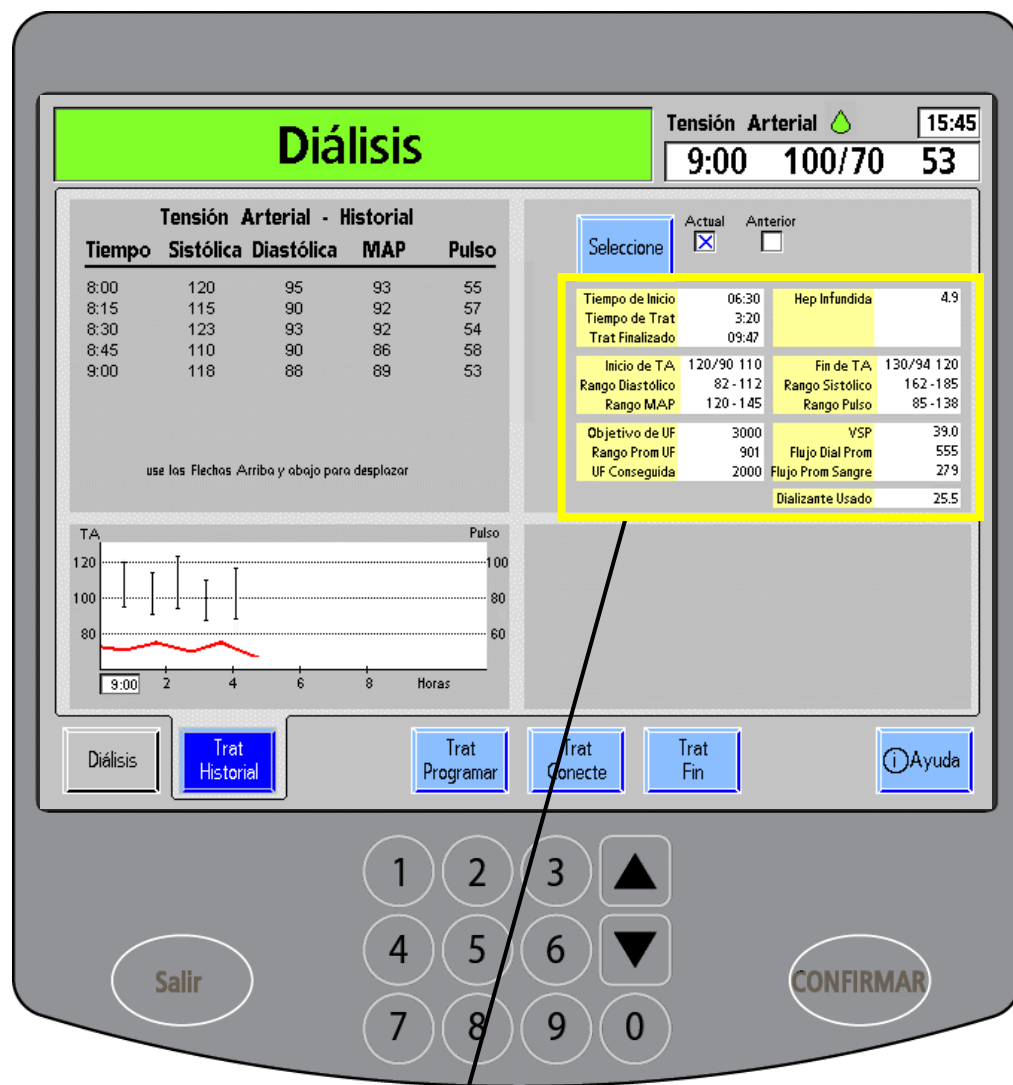 Diálisis
Tensión Arterial 15:45
9:00 100/70 53
Tensión Arterial - Historial
Tiempo Sistólica Diastólica MAP Pulso
8:00 120 95 93 55
8:15 115 90 92 57
8:30 123 93 92 54
8:45 110 90 86 58
9:00 118 88 89 53
use las Flechas Arriba y abajo para desplazar
Seleccione Actual Anterior
Tiempo de Inicio 06:30 Hep Infundida 4.9
Tiempo de Trat 3:20
Trat Finalizado 09:47
Inicio de TA 120/90 110 Fin de TA 130/94 120
Rango Diastólico 82 - 112 Rango Sistólico 162 - 185
Rango MAP 120 - 145 Rango Pulso 85 - 138
Objetivo de UF 3000 VSP 39.0
Rango Prom UF 901 Flujo Dial Prom 555
UF Conseguida 2000 Flujo Prom Sangre 279
Dializante Usado 25.5
TA Pulso
120 100
100 80
80 60
9:00 2 4 6 8 Horas
Diálisis
Trat
Historial
Trat
Programar
Trat
Conecte
Trat
Fin
Ayuda
1 2 3
4 5 6
Salir CONFIRMAR
7 8 9 0